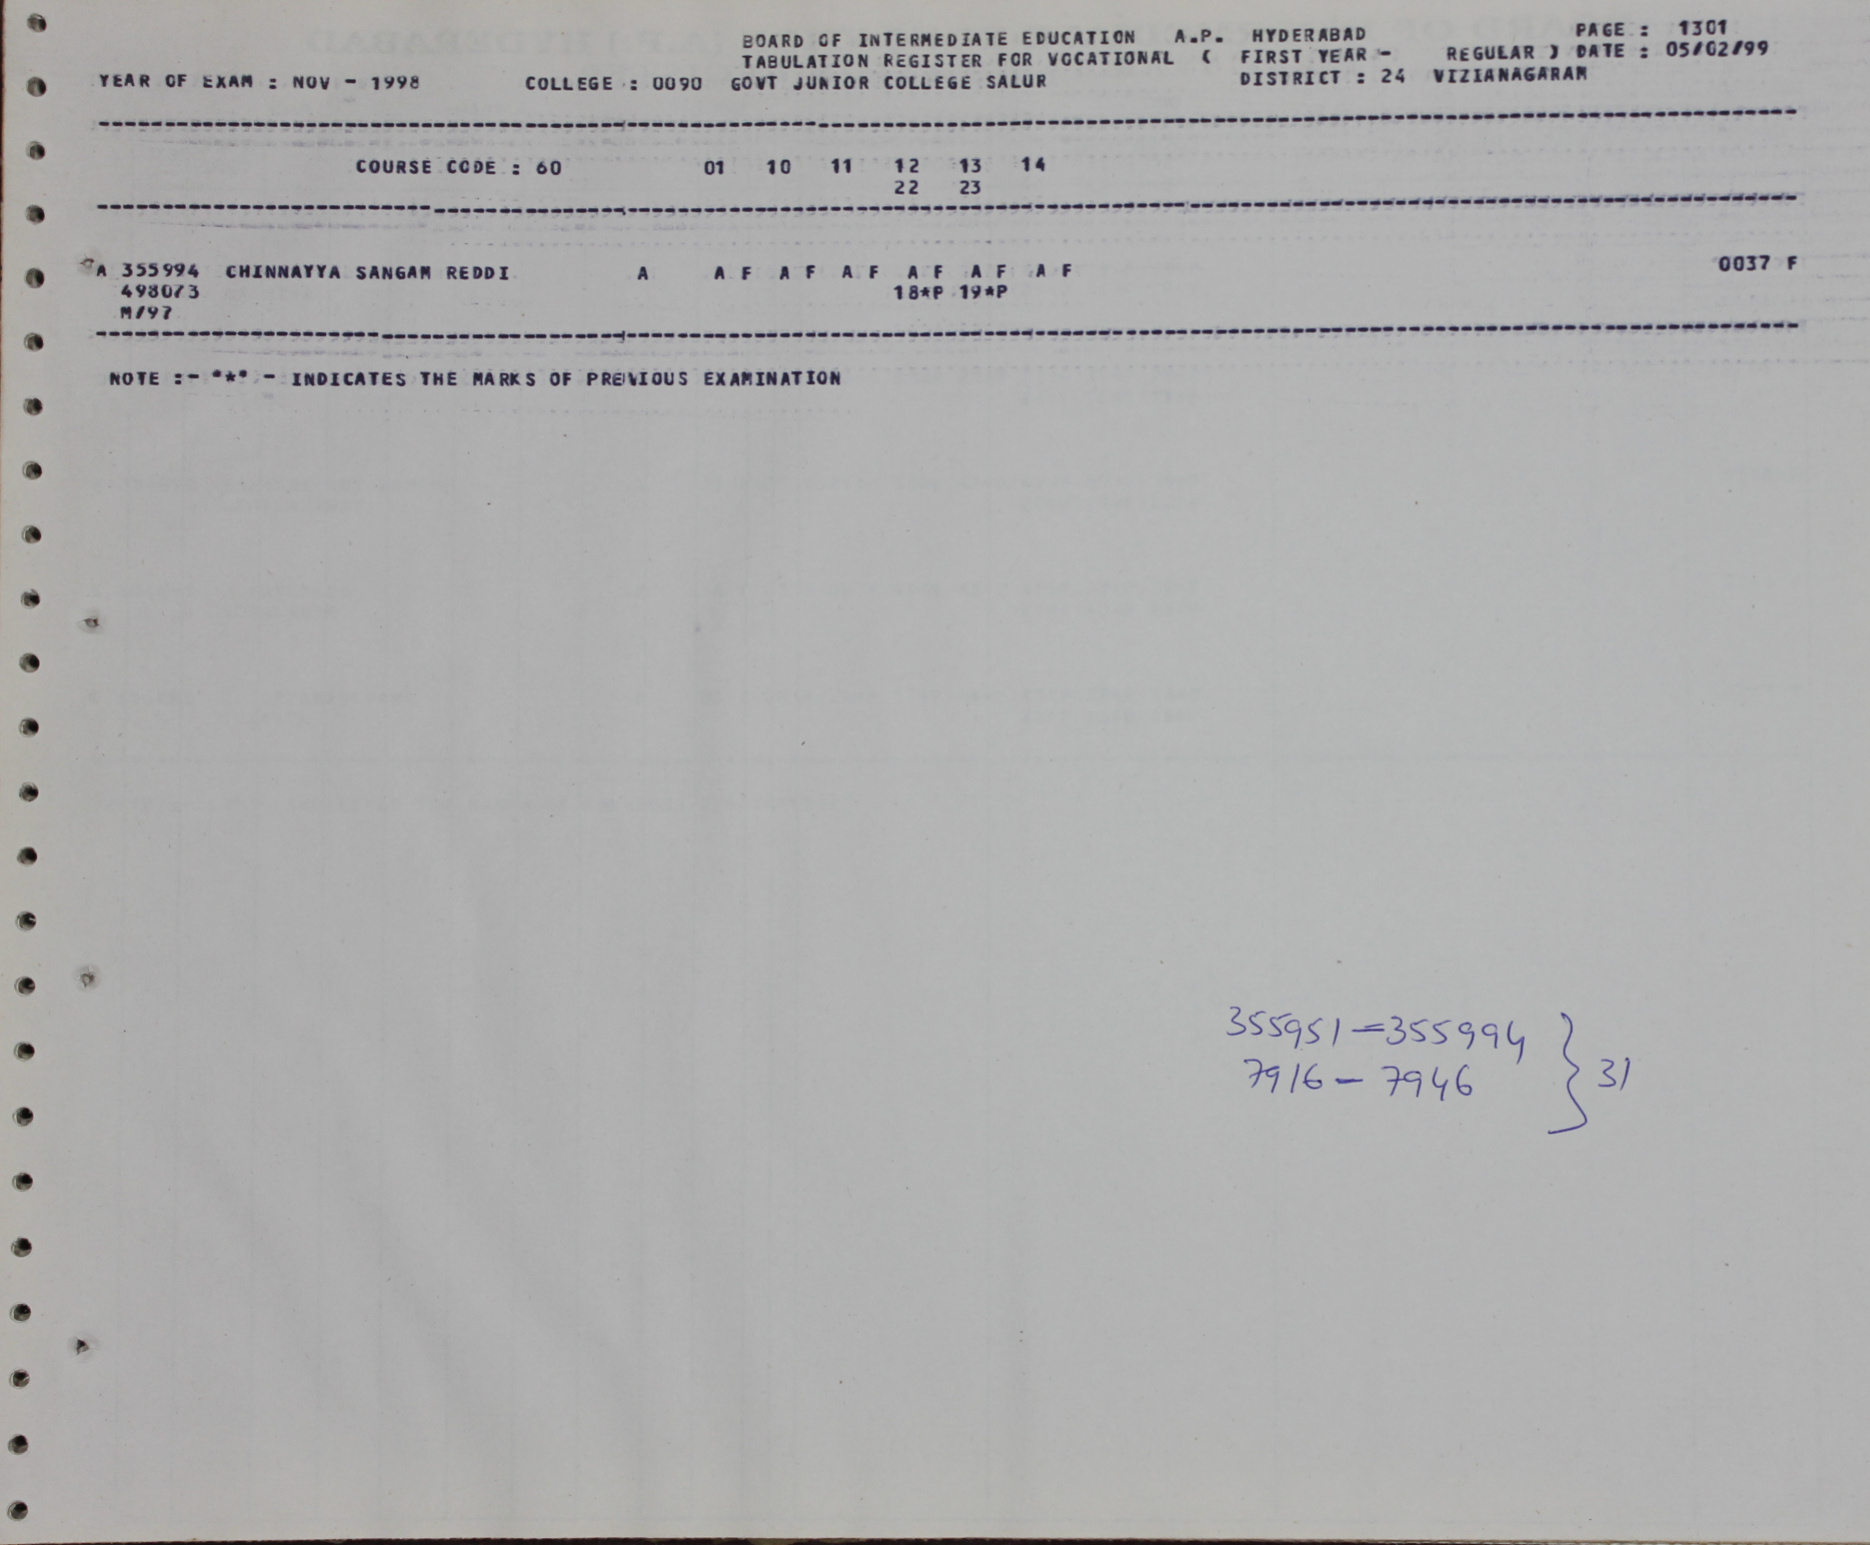 BOARD OF INTERMEDIATE EDUCATION A.P. HYDERABAD PAGE : 1301
TABULATION REGISTER FOR VOCATIONAL ( FIRST YEAR - REGULAR ) DATE : 05/02/99
YEAR OF EXAM : NOV - 1998 COLLEGE : 0090 GOVT JUNIOR COLLEGE SALUR DISTRICT : 24 VIZIANAGARAM
COURSE CODE : 60 01 10 11 12 13 14
22 23
A 355994 CHINNAYYA SANGAM REDDI A A F A F A F A F A F A F 0037 F
498073 18*P 19*P
M/97
NOTE :- "*" - INDICATES THE MARKS OF PREVIOUS EXAMINATION
355951 = 355994
7916 - 7946 } 31